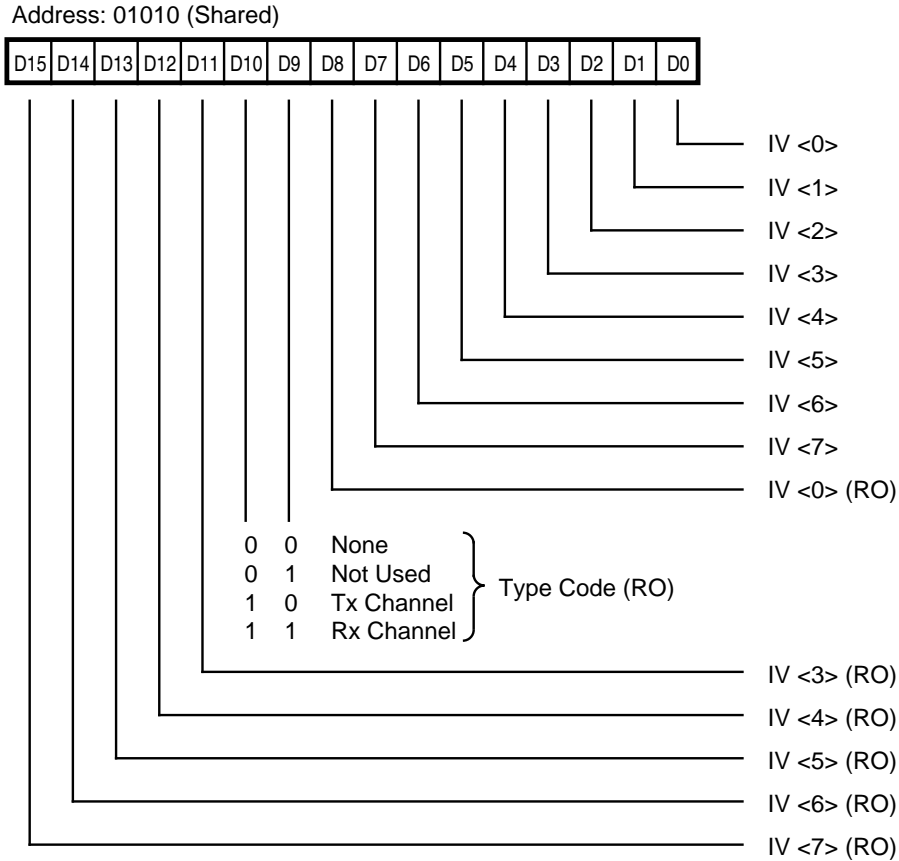 Address: 01010 (Shared)
D15 D14 D13 D12 D11 D10 D9 D8 D7 D6 D5 D4 D3 D2 D1 D0
IV <0>
IV <1>
IV <2>
IV <3>
IV <4>
IV <5>
IV <6>
IV <7>
IV <0> (RO)
0 0 None
0 1 Not Used
1 0 Tx Channel
1 1 Rx Channel
Type Code (RO)
IV <3> (RO)
IV <4> (RO)
IV <5> (RO)
IV <6> (RO)
IV <7> (RO)